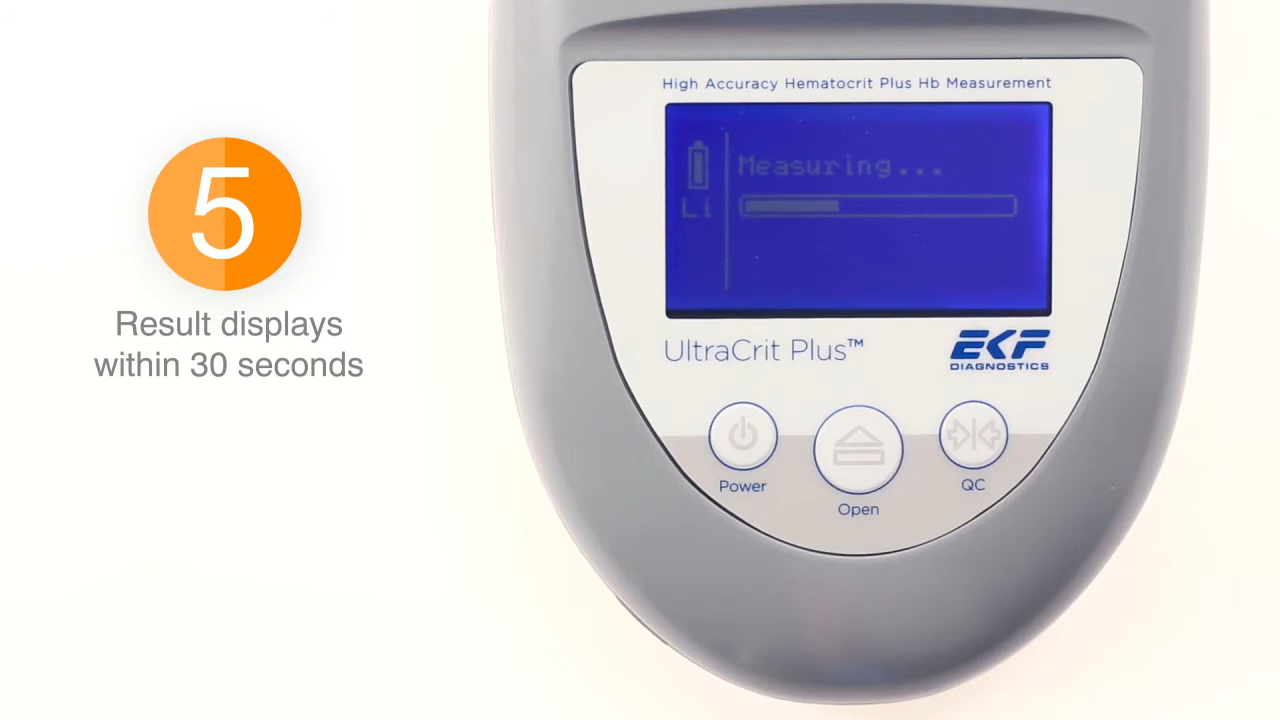 5
Result displays
within 30 seconds
High Accuracy Hematocrit Plus Hb Measurement
Measuring...
Li
UltraCrit Plus™
EKF
DIAGNOSTICS
Power
Open
QC